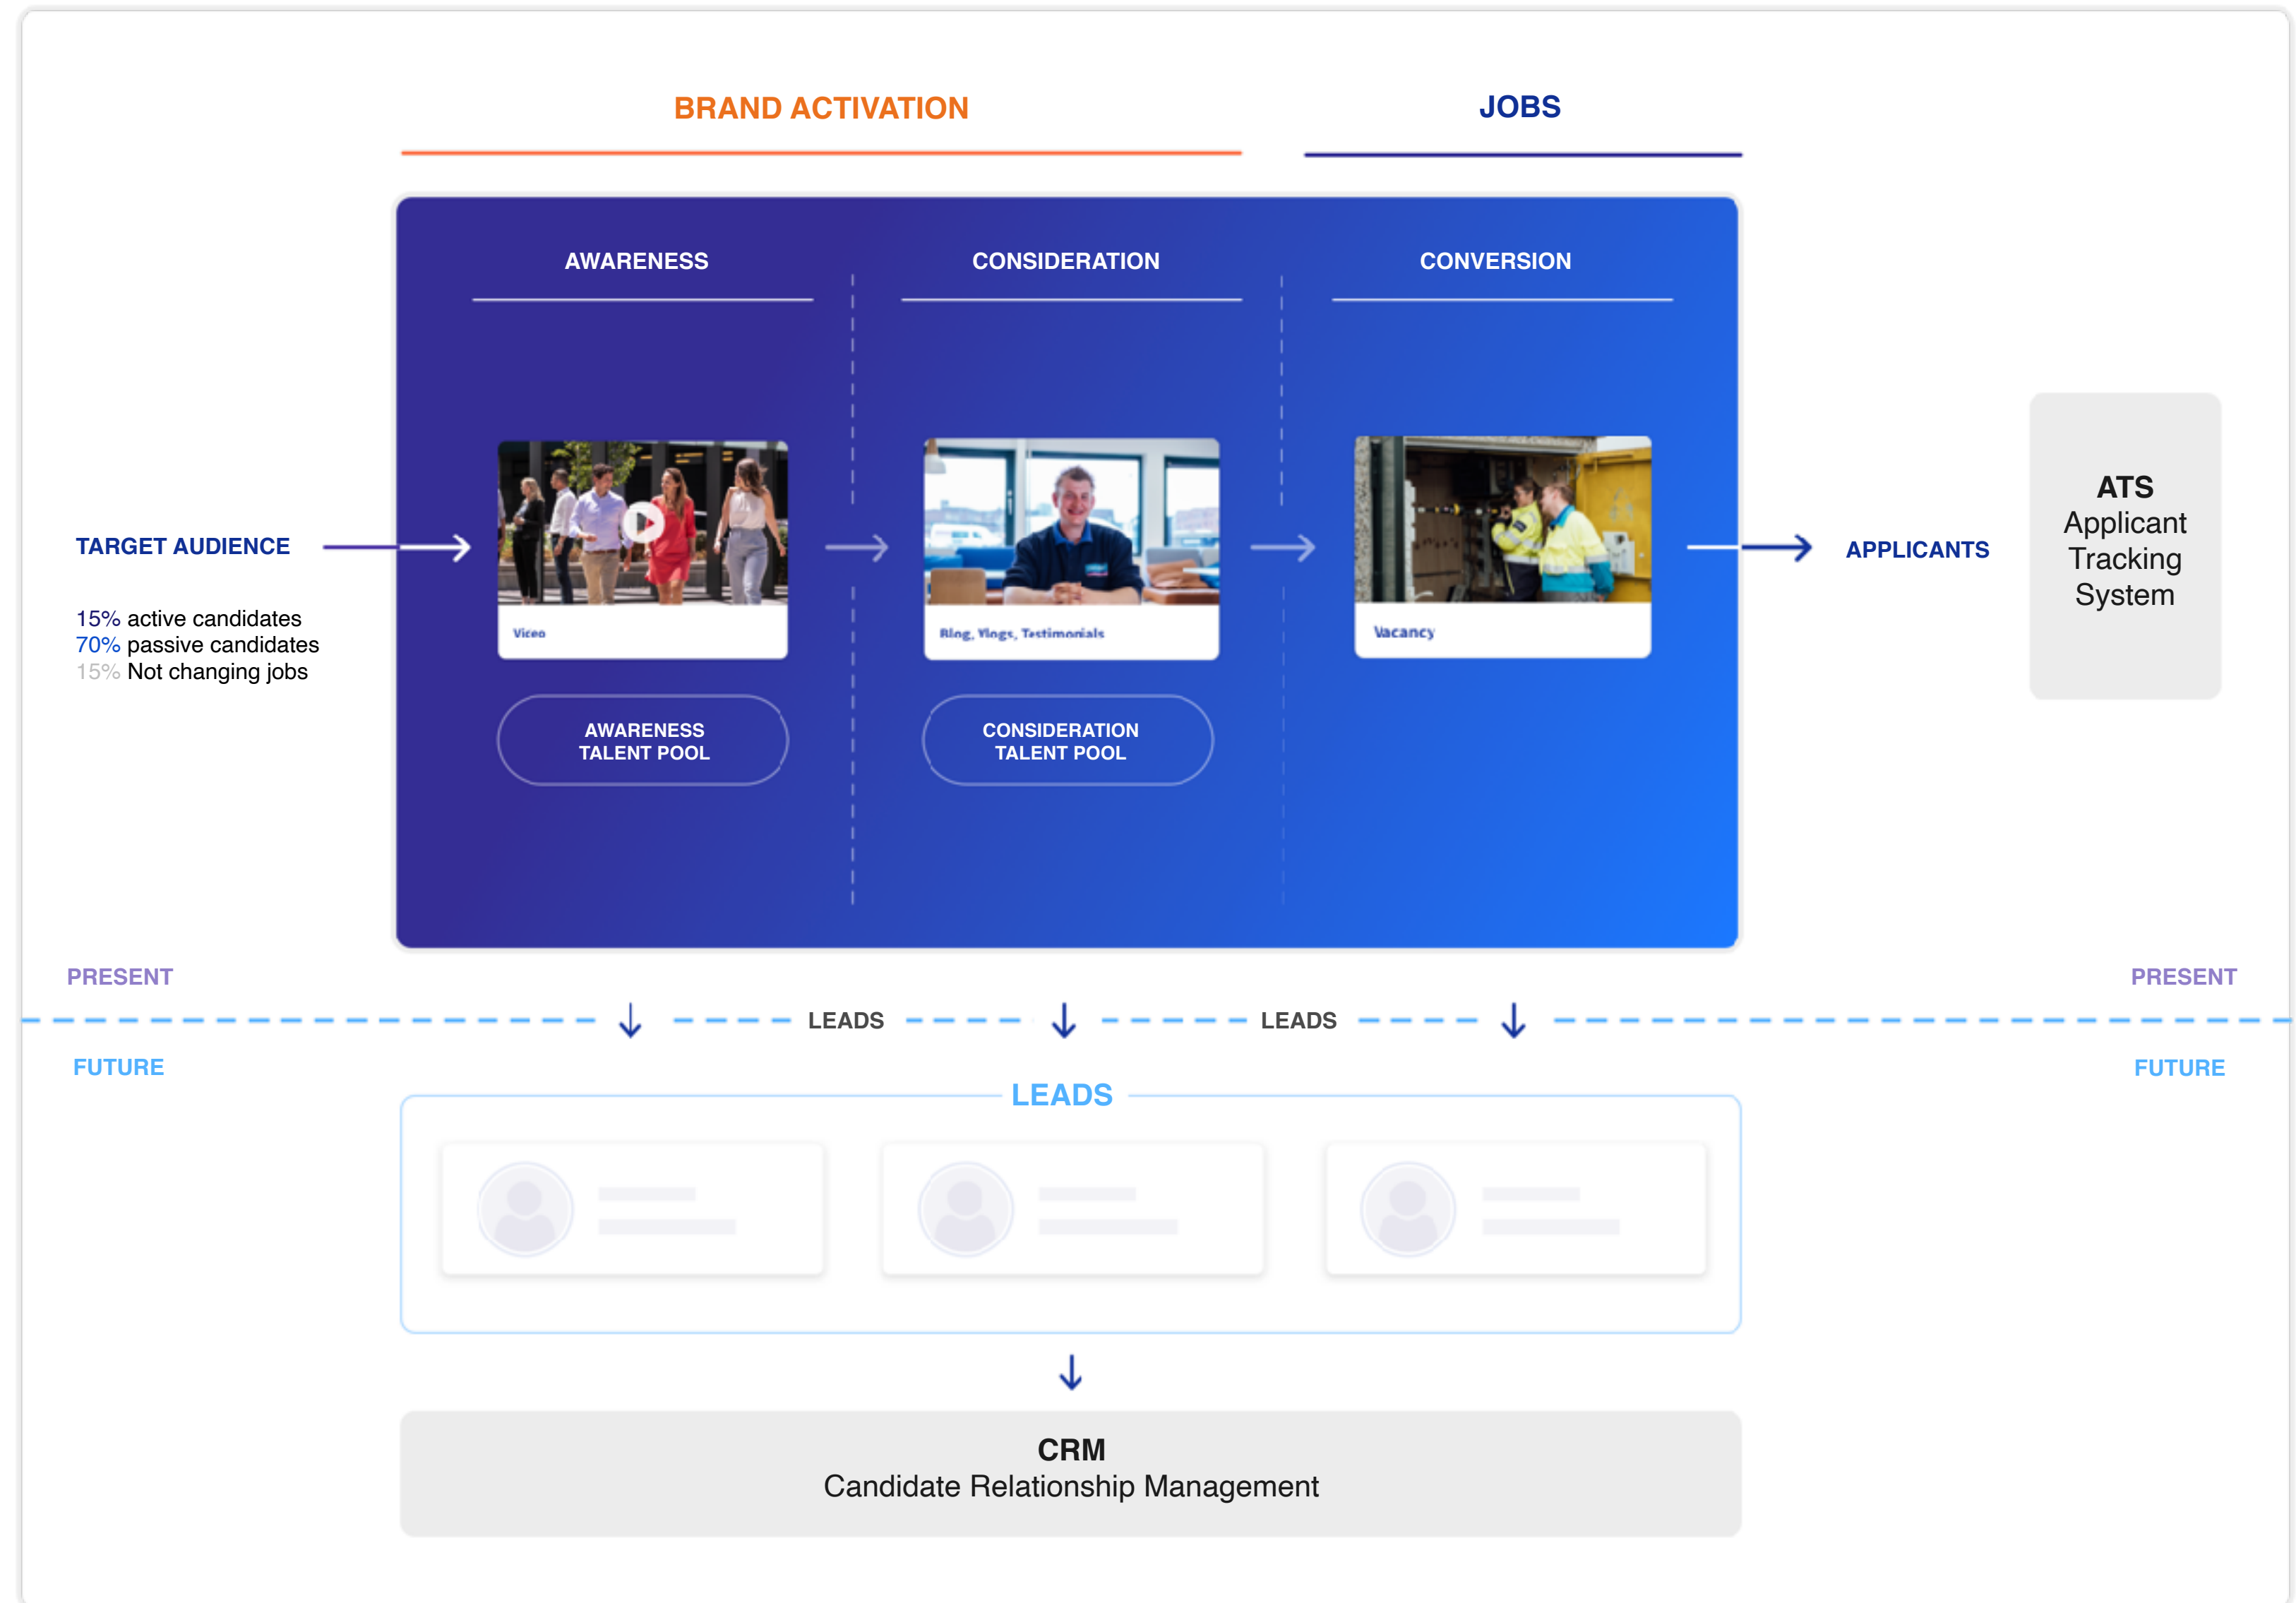 BRAND ACTIVATION
JOBS
AWARENESS
CONSIDERATION
CONVERSION
TARGET AUDIENCE
15% active candidates
70% passive candidates
15% Not changing jobs
Video
Blog, Vlogs, Testimonials
Vacancy
AWARENESS
TALENT POOL
CONSIDERATION
TALENT POOL
APPLICANTS
ATS
Applicant
Tracking
System
PRESENT
PRESENT
LEADS
LEADS
FUTURE
FUTURE
LEADS
CRM
Candidate Relationship Management